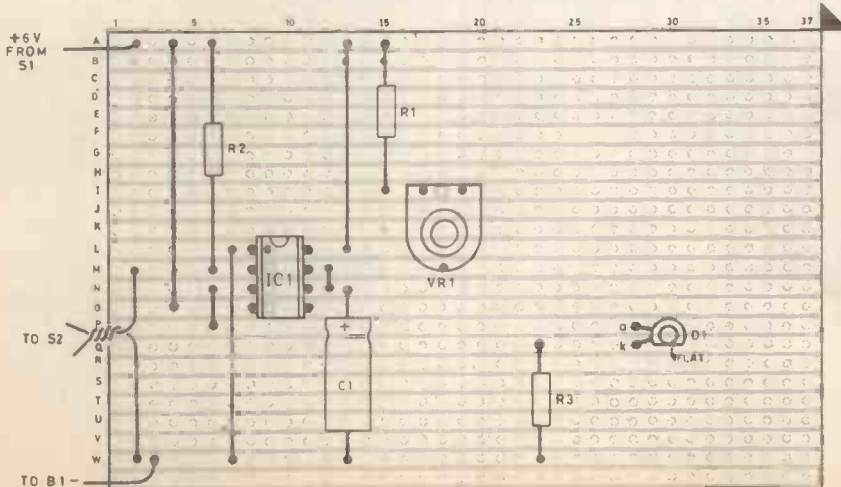 1 5 10 15 20 25 30 35 37
+6V
FROM
S1
A
B
C
D
E
F
G
H
I
J
K
L
M
N
O
P
Q
R
S
T
U
V
W
R1
R2
IC1
VR1
TO S2
+
C1
R3
a
k
D1
FLAT
TO B1